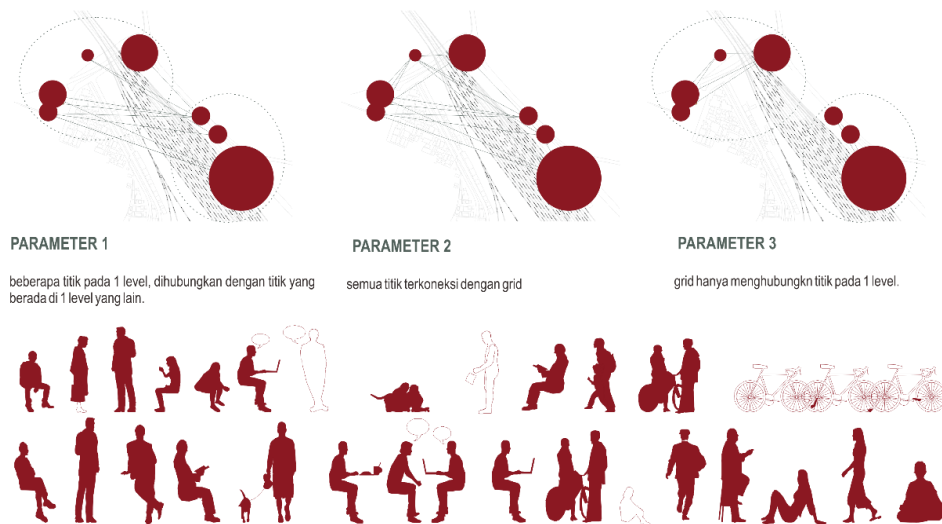 PARAMETER 1
beberapa titik pada 1 level, dihubungkan dengan titik yang
berada di 1 level yang lain.
PARAMETER 2
semua titik terkoneksi dengan grid
PARAMETER 3
grid hanya menghubungkn titik pada 1 level.